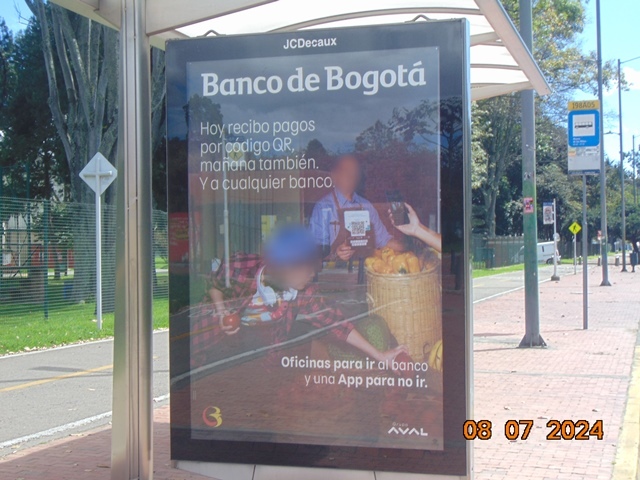 JCDecaux
Banco de Bogotá
Hoy recibo pagos
por código QR,
mañana también.
Y a cualquier banco.
Oficinas para ir al banco
y una App para no ir.
Grupo
AVAL
08 07 2024